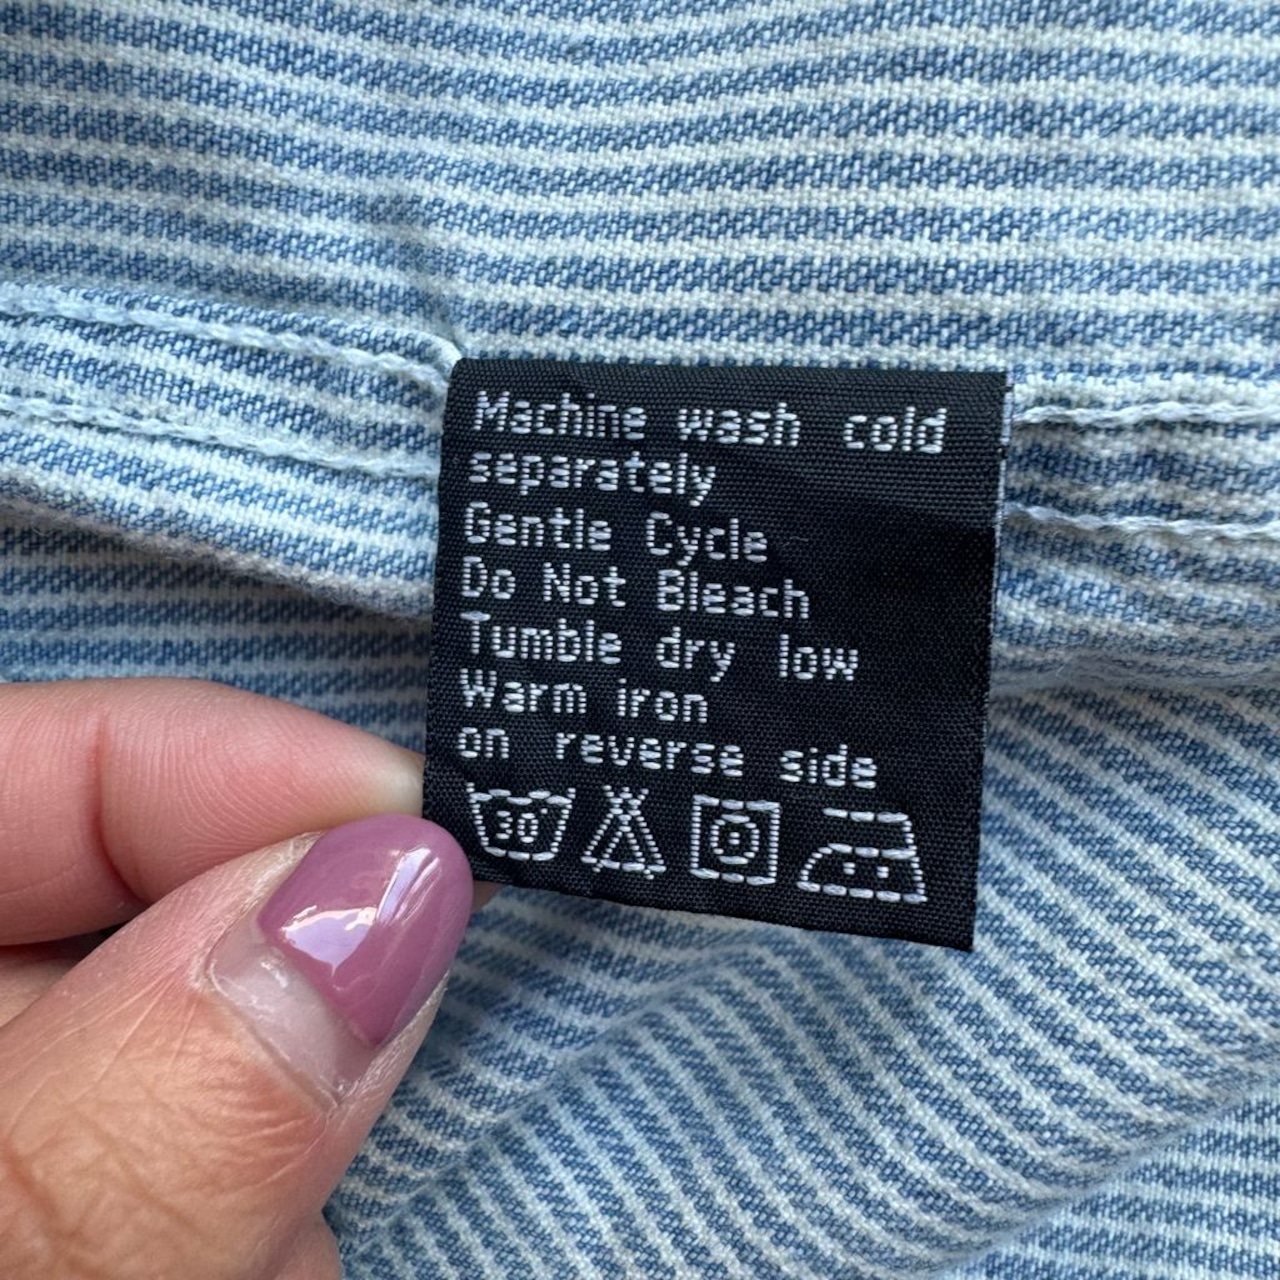 Machine wash cold
separately
Gentle Cycle
Do Not Bleach
Tumble dry low
Warm iron
on reverse side
30